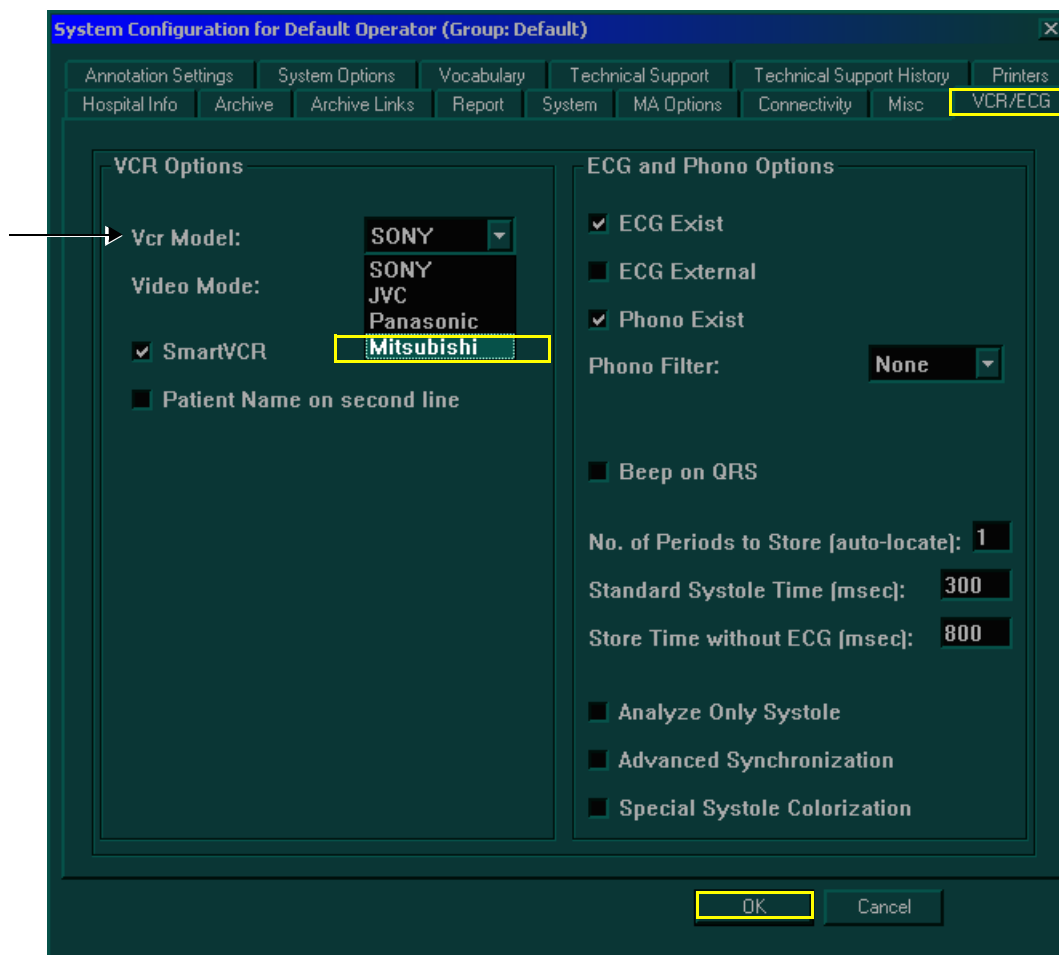 System Configuration for Default Operator (Group: Default)
Annotation Settings System Options Vocabulary Technical Support Technical Support History Printers
Hospital Info Archive Archive Links Report System MA Options Connectivity Misc VCR/ECG
VCR Options
Vcr Model: SONY
SONY
JVC
Panasonic
Mitsubishi
Video Mode:
SmartVCR
Patient Name on second line
ECG and Phono Options
ECG Exist
ECG External
Phono Exist
Phono Filter: None
Beep on QRS
No. of Periods to Store (auto-locate): 1
Standard Systole Time (msec): 300
Store Time without ECG (msec): 800
Analyze Only Systole
Advanced Synchronization
Special Systole Colorization
OK Cancel